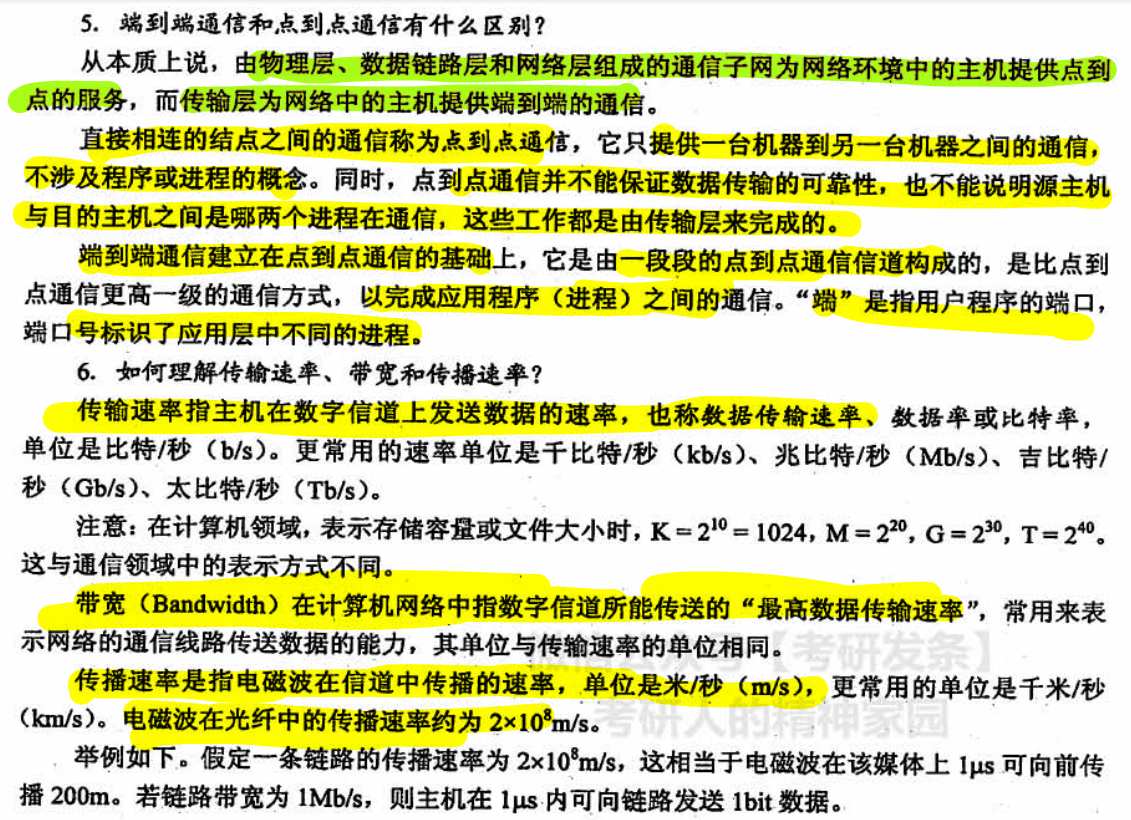 5. 端到端通信和点到点通信有什么区别?
从本质上说，由物理层、数据链路层和网络层组成的通信子网为网络环境中的主机提供点到
点的服务，而传输层为网络中的主机提供端到端的通信。
直接相连的结点之间的通信称为点到点通信，它只提供一台机器到另一台机器之间的通信，
不涉及程序或进程的概念。同时，点到点通信并不能保证数据传输的可靠性，也不能说明源主机
与目的主机之间是哪两个进程在通信，这些工作都是由传输层来完成的。
端到端通信建立在点到点通信的基础上，它是由一段段的点到点通信信道构成的，是比点到
点通信更高一级的通信方式，以完成应用程序（进程）之间的通信。“端”是指用户程序的端口，
端口号标识了应用层中不同的进程。
6. 如何理解传输速率、带宽和传播速率?
传输速率指主机在数字信道上发送数据的速率，也称数据传输速率、数据率或比特率，
单位是比特/秒（b/s）。更常用的速率单位是千比特/秒（kb/s）、兆比特/秒（Mb/s）、吉比特/
秒（Gb/s）、太比特/秒（Tb/s）。
注意：在计算机领域，表示存储容量或文件大小时，K = 2¹⁰ = 1024，M = 2²⁰，G = 2³⁰，T = 2⁴⁰。
这与通信领域中的表示方式不同。
带宽（Bandwidth）在计算机网络中指数字信道所能传送的“最高数据传输速率”，常用来表
示网络的通信线路传送数据的能力，其单位与传输速率的单位相同。
【考研发条】
传播速率是指电磁波在信道中传播的速率，单位是米/秒（m/s），更常用的单位是千米/秒
（km/s）。电磁波在光纤中的传播速率约为 2×10⁸m/s。
考研人的精神家园
举例如下。假定一条链路的传播速率为 2×10⁸m/s，这相当于电磁波在该媒体上 1μs 可向前传
播 200m。若链路带宽为 1Mb/s，则主机在 1μs 内可向链路发送 1bit 数据。